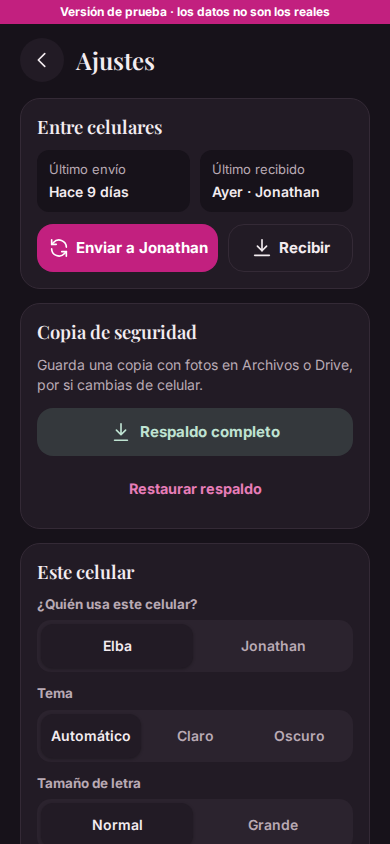 Versión de prueba · los datos no son los reales
Ajustes
Entre celulares
Último envío
Hace 9 días
Último recibido
Ayer · Jonathan
Enviar a Jonathan
Recibir
Copia de seguridad
Guarda una copia con fotos en Archivos o Drive,
por si cambias de celular.
Respaldo completo
Restaurar respaldo
Este celular
¿Quién usa este celular?
Elba
Jonathan
Tema
Automático
Claro
Oscuro
Tamaño de letra
Normal
Grande